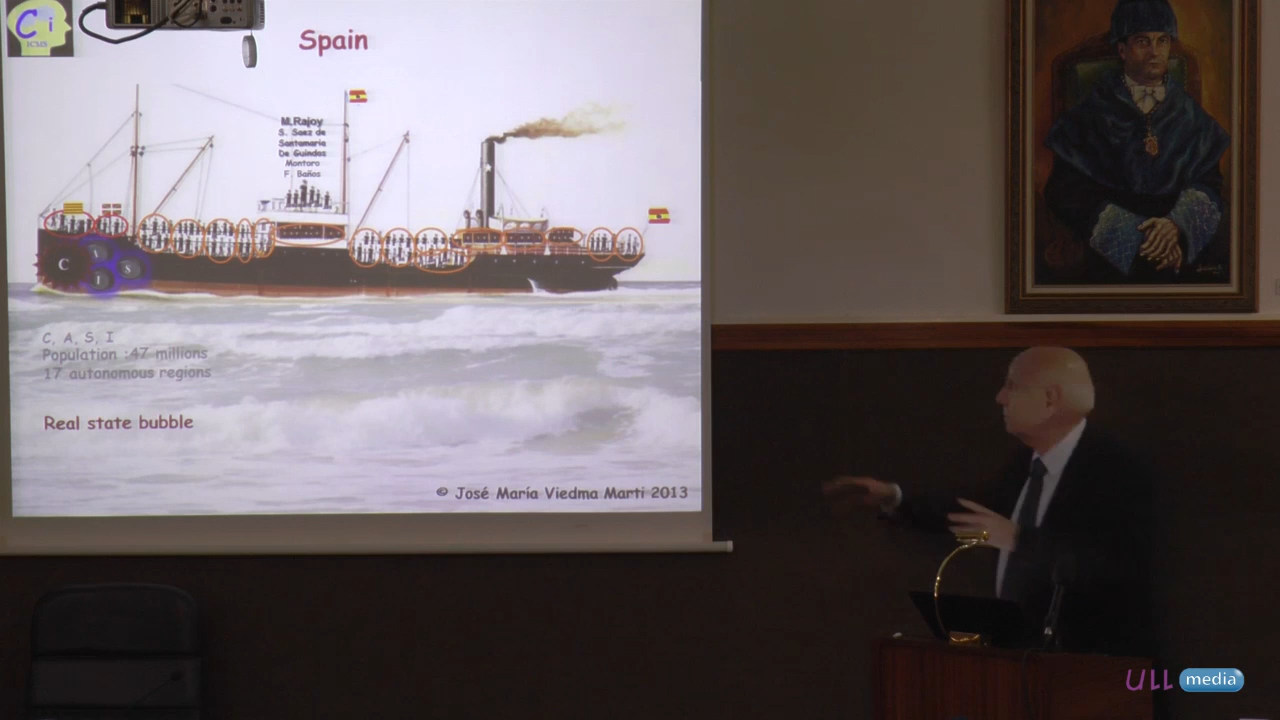 Ci
ICMS
Spain
M.Rajoy
S. Saez de
Santamaria
De Guindos
Montoro
F. Baños
C
S
I
C, A, S, I
Population :47 millions
17 autonomous regions
Real state bubble
© José María Viedma Marti 2013
ULL media